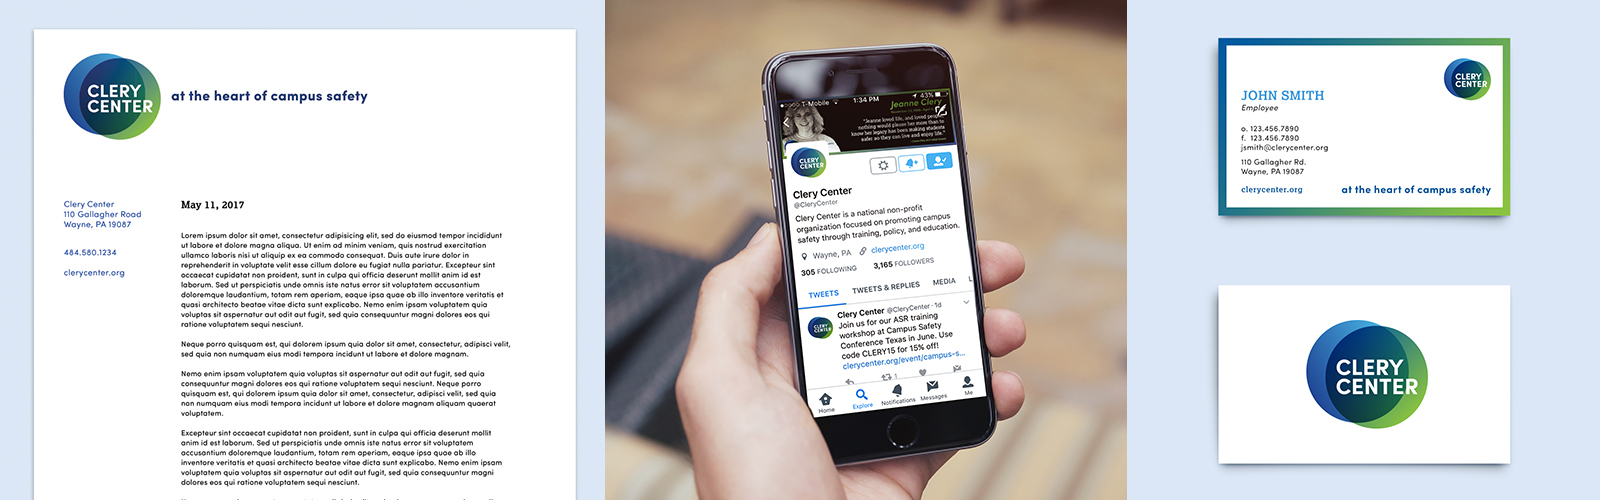 CLERY
CENTER
at the heart of campus safety
Clery Center
110 Gallagher Road
Wayne, PA 19087
484.580.1234
clerycenter.org
May 11, 2017
Lorem ipsum dolor sit amet, consectetur adipisicing elit, sed do eiusmod tempor incididunt
ut labore et dolore magna aliqua. Ut enim ad minim veniam, quis nostrud exercitation
ullamco laboris nisi ut aliquip ex ea commodo consequat. Duis aute irure dolor in
reprehenderit in voluptate velit esse cillum dolore eu fugiat nulla pariatur. Excepteur sint
occaecat cupidatat non proident, sunt in culpa qui officia deserunt mollit anim id est
laborum. Sed ut perspiciatis unde omnis iste natus error sit voluptatem accusantium
doloremque laudantium, totam rem aperiam, eaque ipsa quae ab illo inventore veritatis et
quasi architecto beatae vitae dicta sunt explicabo. Nemo enim ipsam voluptatem quia
voluptas sit aspernatur aut odit aut fugit, sed quia consequuntur magni dolores eos qui
ratione voluptatem sequi nesciunt.
Neque porro quisquam est, qui dolorem ipsum quia dolor sit amet, consectetur, adipisci velit,
sed quia non numquam eius modi tempora incidunt ut labore et dolore magnam.
Nemo enim ipsam voluptatem quia voluptas sit aspernatur aut odit aut fugit, sed quia
consequuntur magni dolores eos qui ratione voluptatem sequi nesciunt. Neque porro
quisquam est, qui dolorem ipsum quia dolor sit amet, consectetur, adipisci velit, sed quia
non numquam eius modi tempora incidunt ut labore et dolore magnam aliquam quaerat
voluptatem.
Excepteur sint occaecat cupidatat non proident, sunt in culpa qui officia deserunt mollit
anim id est laborum. Sed ut perspiciatis unde omnis iste natus error sit voluptatem
accusantium doloremque laudantium, totam rem aperiam, eaque ipsa quae ab illo
inventore veritatis et quasi architecto beatae vitae dicta sunt explicabo. Nemo enim ipsam
voluptatem quia voluptas sit aspernatur aut odit aut fugit, sed quia consequuntur magni
dolores eos qui ratione voluptatem sequi nesciunt.
T-Mobile 1:34 PM 43%
Jeanne Clery
"Jeanne loved life, and loved people
nothing would please her more than to
know her legacy has been making students
safer so they can live and enjoy life."
CLERY
CENTER
Clery Center
@CleryCenter
Clery Center is a national non-profit
organization focused on promoting campus
safety through training, policy, and education.
Wayne, PA clerycenter.org
305 FOLLOWING 3,165 FOLLOWERS
TWEETS TWEETS & REPLIES MEDIA L
CLERY
CENTER
Clery Center @CleryCenter · 1d
Join us for our ASR training
workshop at Campus Safety
Conference Texas in June. Use
code CLERY15 for 15% off!
clerycenter.org/event/campus-s...
1
Home Explore Notifications Messages Me
CLERY
CENTER
JOHN SMITH
Employee
o. 123.456.7890
f. 123.456.7890
jsmith@clerycenter.org
110 Gallagher Rd.
Wayne, PA 19087
clerycenter.org at the heart of campus safety
CLERY
CENTER